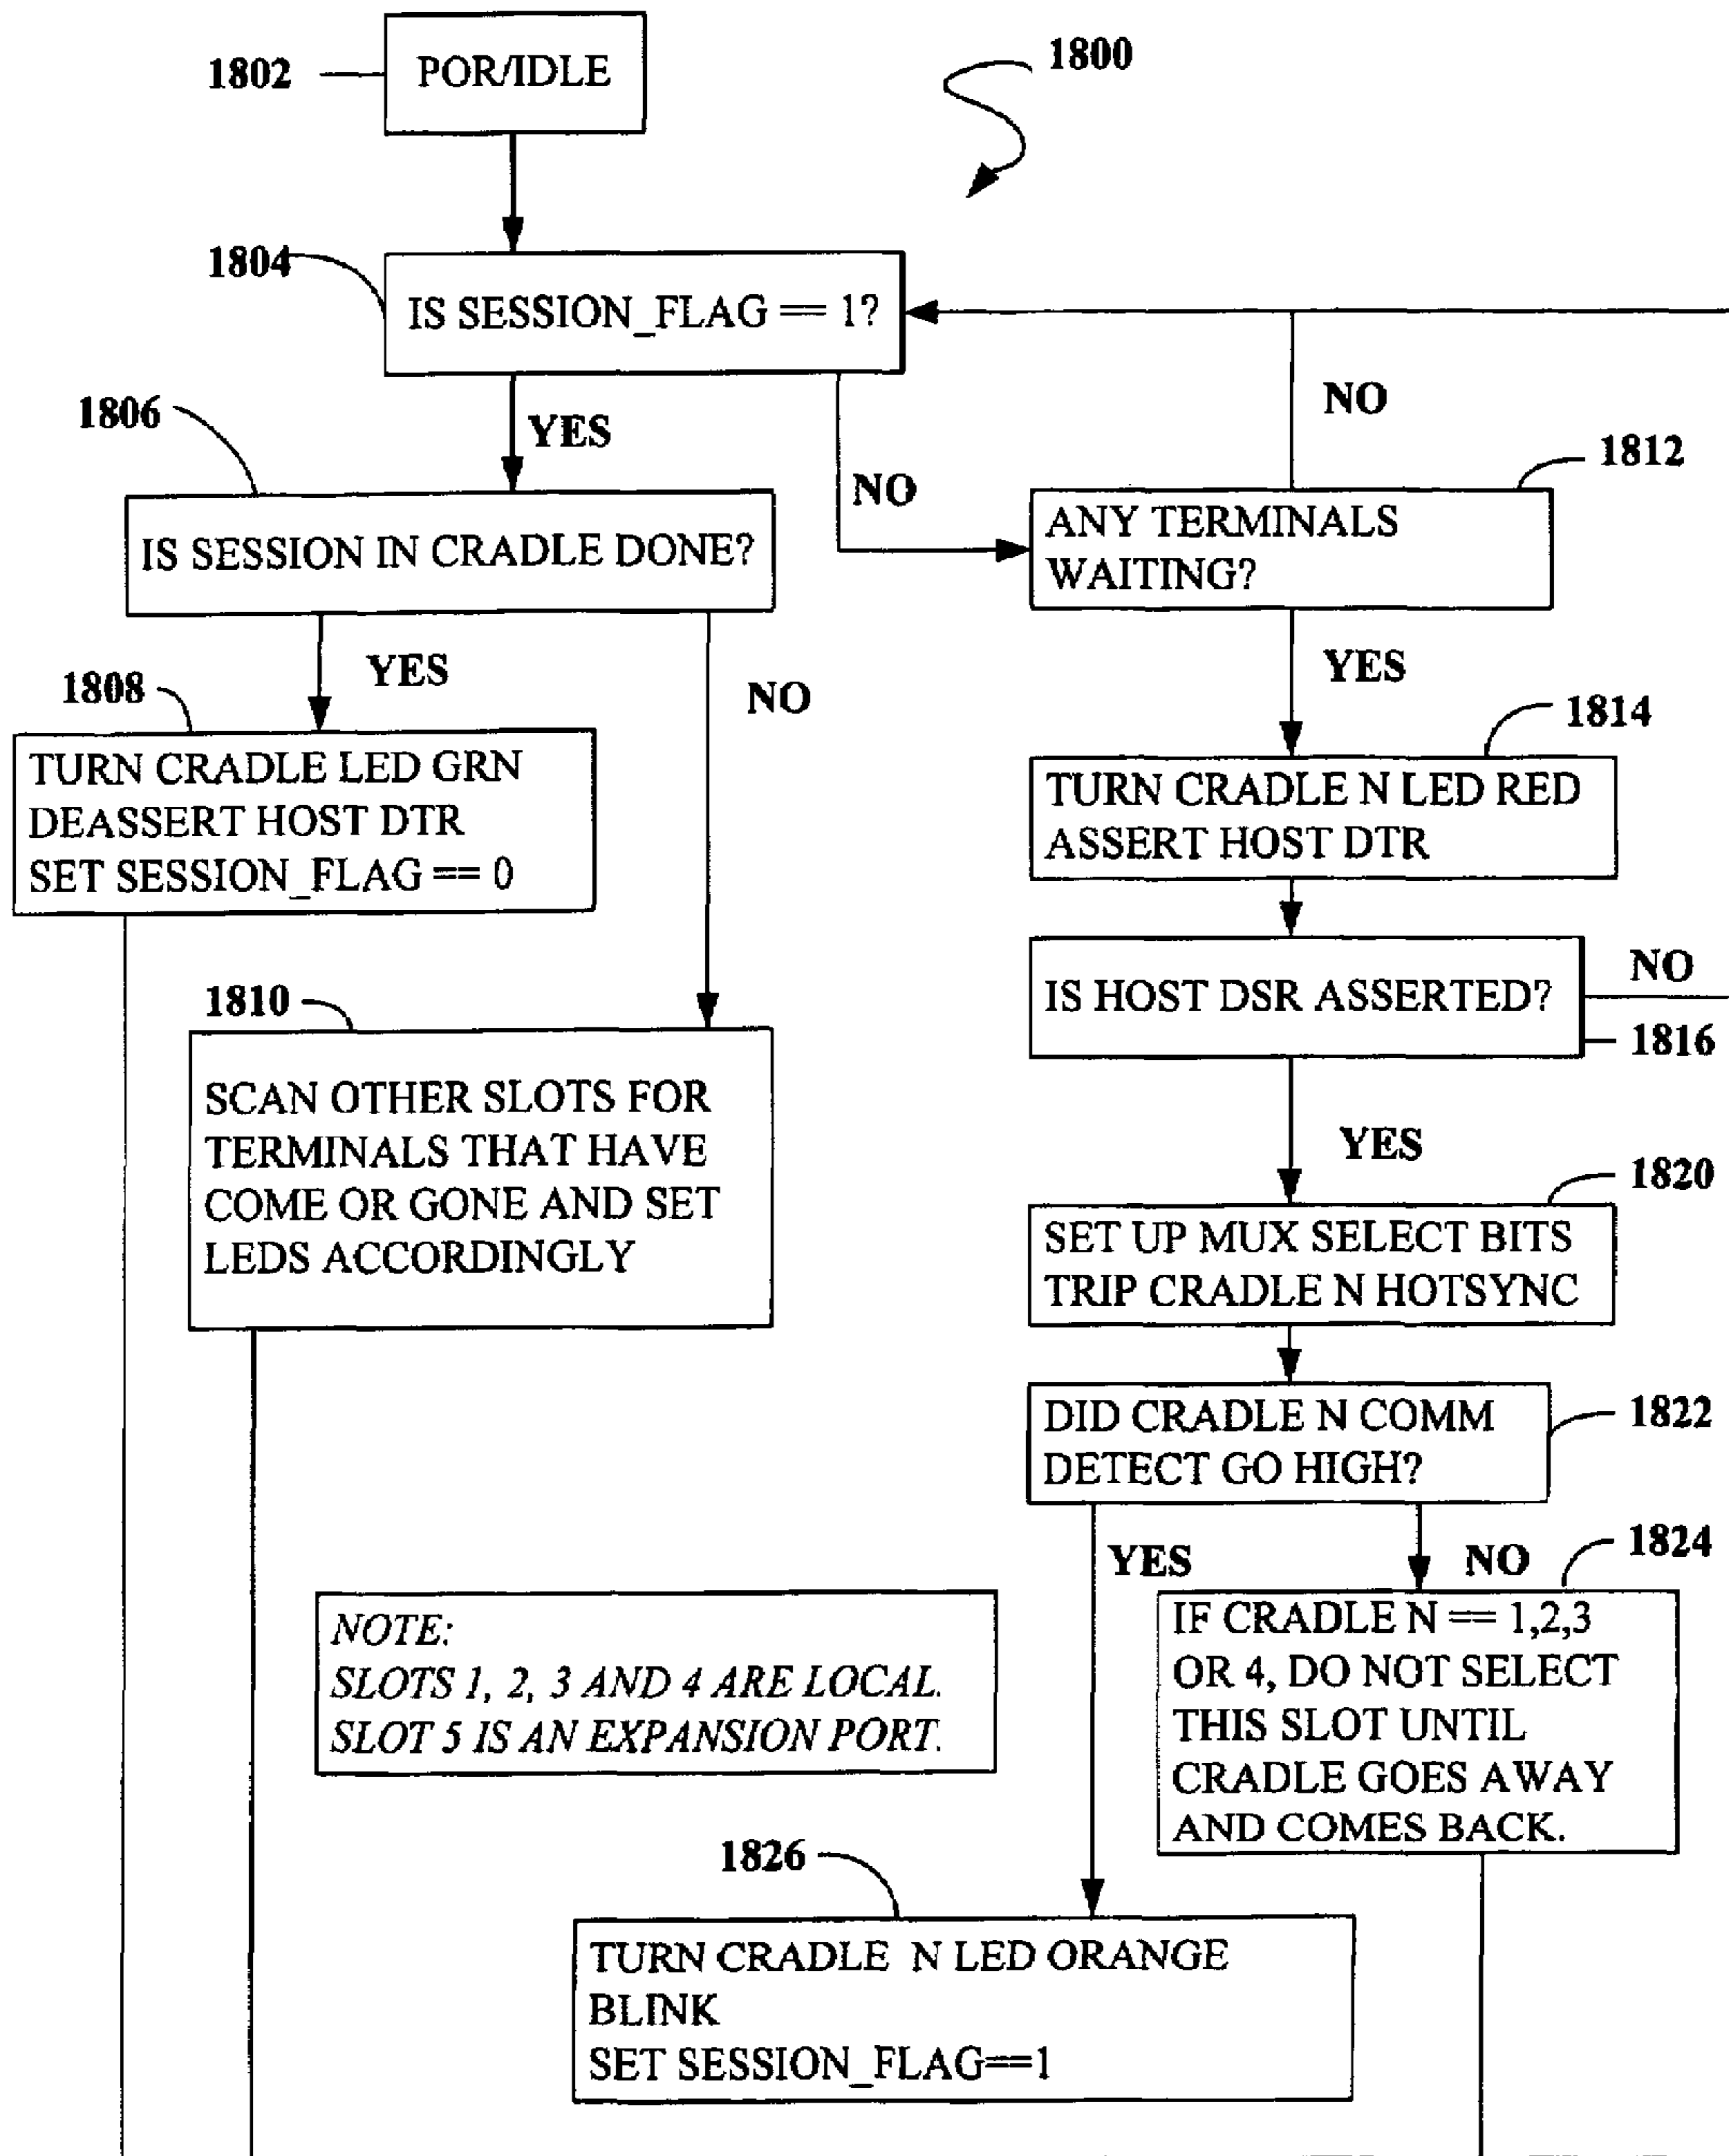 1802
POR/IDLE
1800
1804
IS SESSION_FLAG == 1?
1806
YES
NO
NO
1812
IS SESSION IN CRADLE DONE?
ANY TERMINALS
WAITING?
YES
NO
YES
1808
TURN CRADLE LED GRN
DEASSERT HOST DTR
SET SESSION_FLAG == 0
1814
TURN CRADLE N LED RED
ASSERT HOST DTR
IS HOST DSR ASSERTED?
NO
1816
1810
SCAN OTHER SLOTS FOR
TERMINALS THAT HAVE
COME OR GONE AND SET
LEDS ACCORDINGLY
YES
1820
SET UP MUX SELECT BITS
TRIP CRADLE N HOTSYNC
DID CRADLE N COMM
DETECT GO HIGH?
1822
YES
NO
1824
IF CRADLE N == 1,2,3
OR 4, DO NOT SELECT
THIS SLOT UNTIL
CRADLE GOES AWAY
AND COMES BACK.
NOTE:
SLOTS 1, 2, 3 AND 4 ARE LOCAL.
SLOT 5 IS AN EXPANSION PORT.
1826
TURN CRADLE N LED ORANGE
BLINK
SET SESSION_FLAG==1